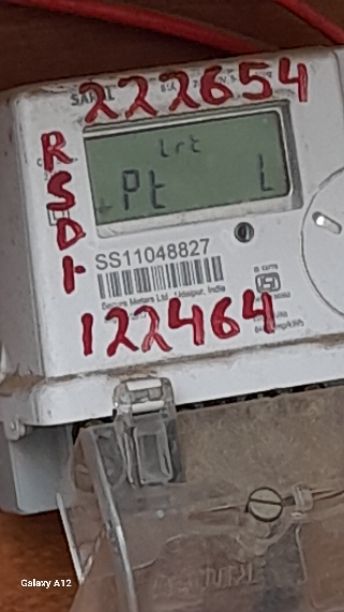 222654
R
S
D
1
Lrt
Pt L
SS11048827
Secure Meters Ltd. Udaipur, India
122464
Galaxy A12